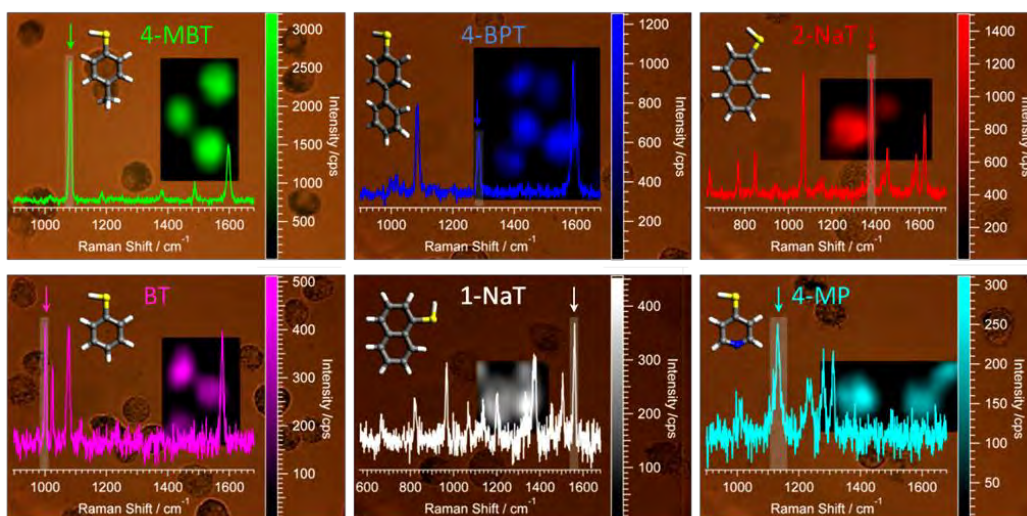 4-MBT
3000
2500
2000
1500
1000
Intensity /cps
1000 1200 1400 1600
Raman Shift / cm⁻¹
4-BPT
1200
1000
800
600
400
200
Intensity /cps
1000 1200 1400 1600
Raman Shift / cm⁻¹
2-NaT
1400
1200
1000
800
600
400
200
Intensity /cps
800 1000 1200 1400 1600
Raman Shift / cm⁻¹
BT
500
400
300
100
Intensity /cps
1000 1200 1400 1600
Raman Shift / cm⁻¹
1-NaT
400
300
200
100
Intensity /cps
600 800 1000 1200 1400 1600
Raman Shift / cm⁻¹
4-MP
300
250
200
150
100
50
Intensity /cps
1000 1200 1400 1600
Raman Shift / cm⁻¹